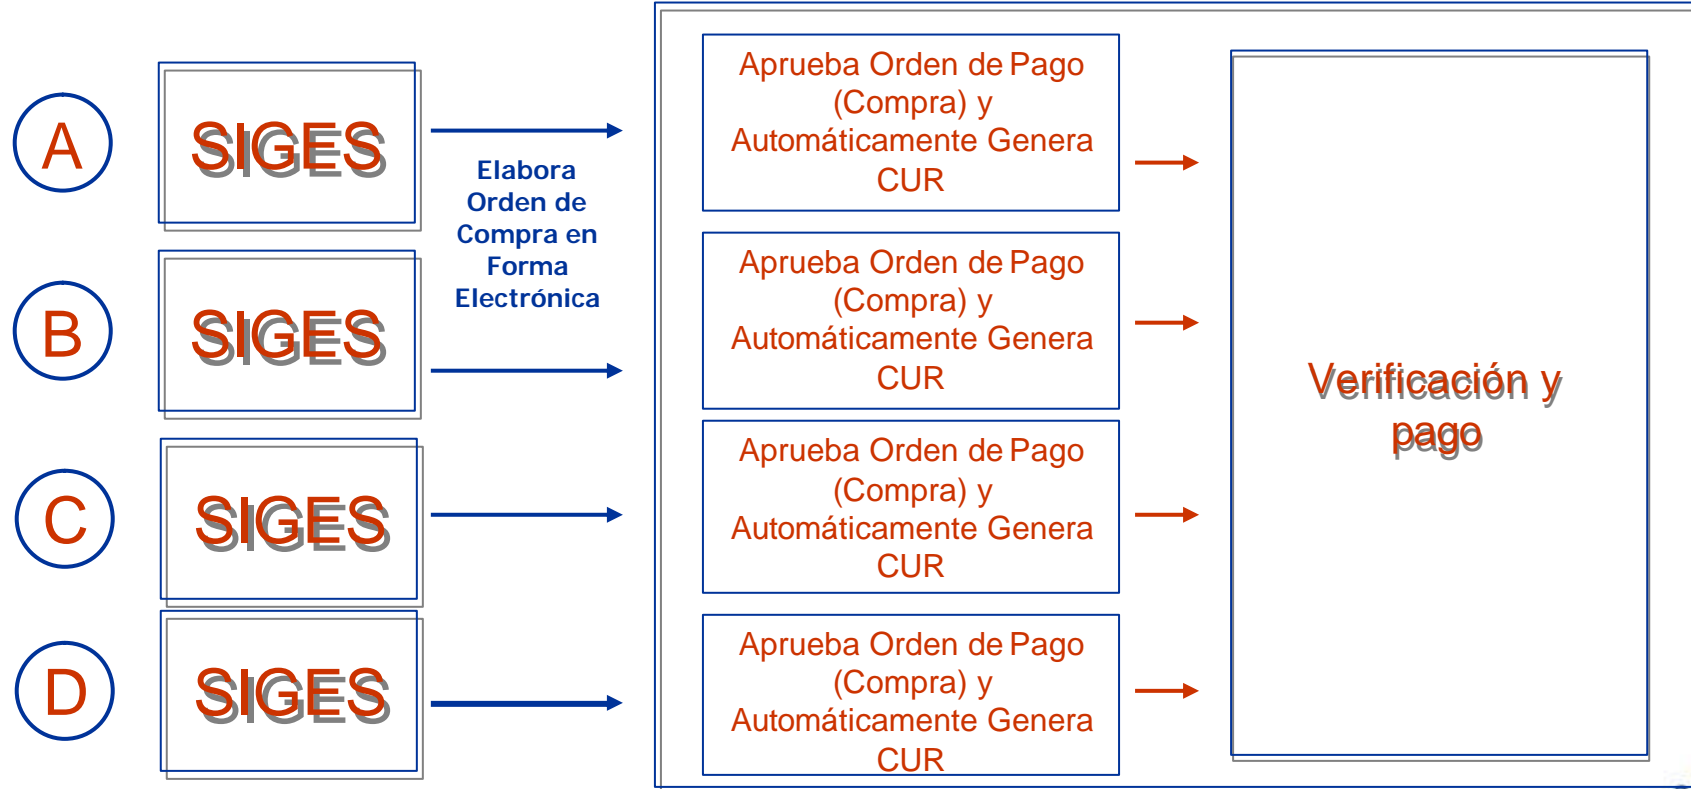 A
SIGES
Elabora
Orden de
Compra en
Forma
Electrónica
Aprueba Orden de Pago
(Compra) y
Automáticamente Genera
CUR
B
SIGES
Aprueba Orden de Pago
(Compra) y
Automáticamente Genera
CUR
C
SIGES
Aprueba Orden de Pago
(Compra) y
Automáticamente Genera
CUR
D
SIGES
Aprueba Orden de Pago
(Compra) y
Automáticamente Genera
CUR
Verificación y
pago